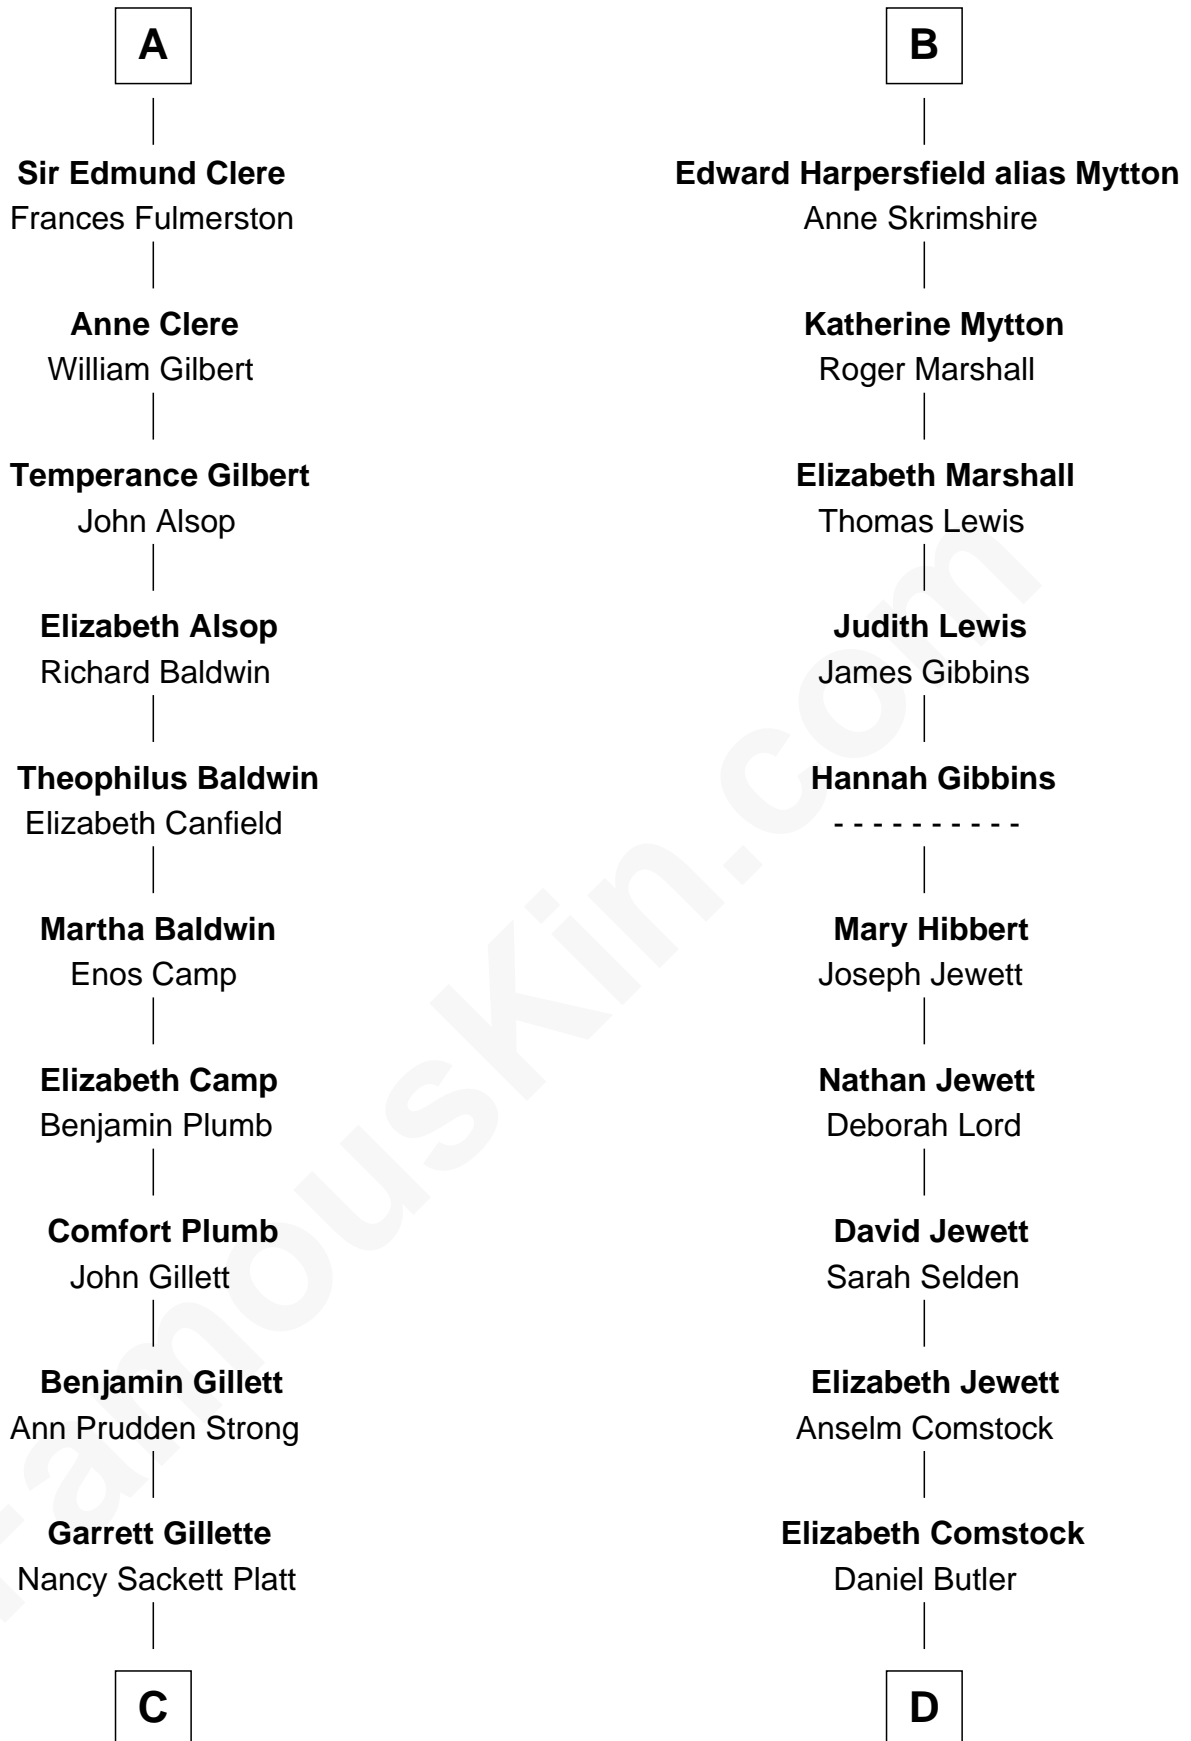 A
Sir Edmund Clere
Frances Fulmerston
Anne Clere
William Gilbert
Temperance Gilbert
John Alsop
Elizabeth Alsop
Richard Baldwin
Theophilus Baldwin
Elizabeth Canfield
Martha Baldwin
Enos Camp
Elizabeth Camp
Benjamin Plumb
Comfort Plumb
John Gillett
Benjamin Gillett
Ann Prudden Strong
Garrett Gillette
Nancy Sackett Platt
C
B
Edward Harpersfield alias Mytton
Anne Skrimshire
Katherine Mytton
Roger Marshall
Elizabeth Marshall
Thomas Lewis
Judith Lewis
James Gibbins
Hannah Gibbins
- - - - - - - - - -
Mary Hibbert
Joseph Jewett
Nathan Jewett
Deborah Lord
David Jewett
Sarah Selden
Elizabeth Jewett
Anselm Comstock
Elizabeth Comstock
Daniel Butler
D
FamousKin.com